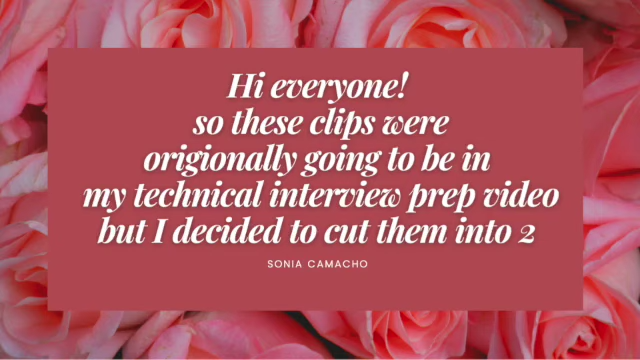 Hi everyone!
so these clips were
origionally going to be in
my technical interview prep video
but I decided to cut them into 2
SONIA CAMACHO